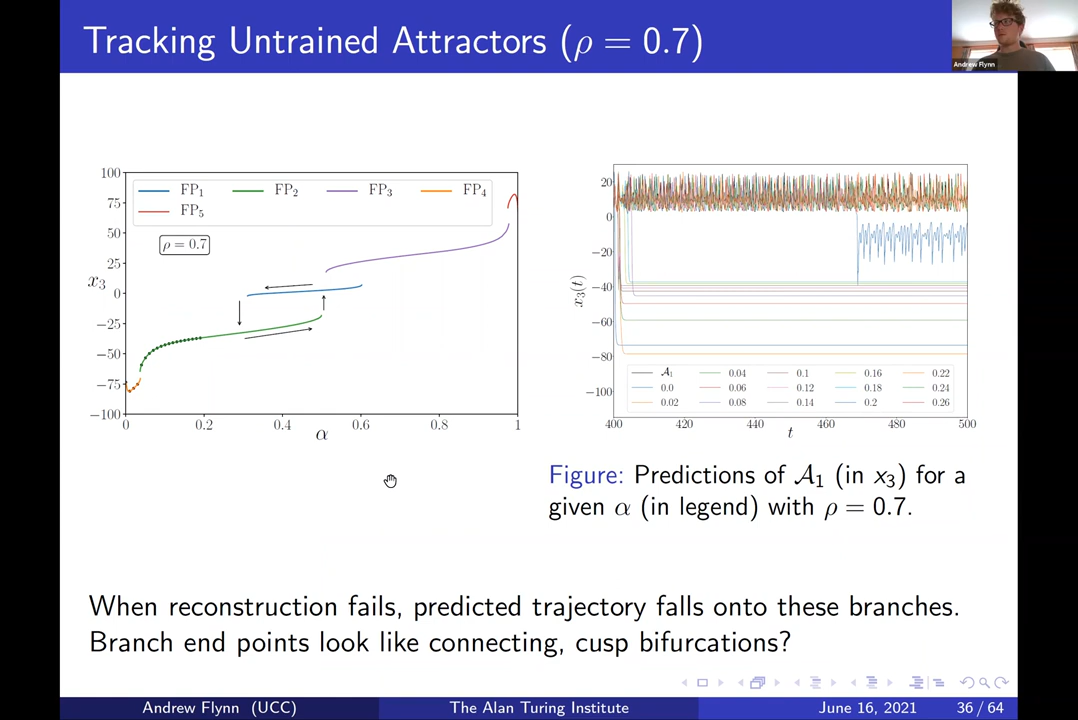 Tracking Untrained Attractors (ρ = 0.7)
Andrew Flynn
100
75
50
25
0
−25
−50
−75
−100
x₃
FP₁ FP₂ FP₃ FP₄
FP₅
ρ = 0.7
0 0.2 0.4 0.6 0.8 1
α
20
0
−20
−40
−60
−80
−100
x₃(t)
𝒜₁ 0.04 0.1 0.16 0.22
0.0 0.06 0.12 0.18 0.24
0.02 0.08 0.14 0.2 0.26
400 420 440 460 480 500
t
Figure: Predictions of 𝒜₁ (in x₃) for a
given α (in legend) with ρ = 0.7.
When reconstruction fails, predicted trajectory falls onto these branches.
Branch end points look like connecting, cusp bifurcations?
Andrew Flynn (UCC) The Alan Turing Institute June 16, 2021 36 / 64